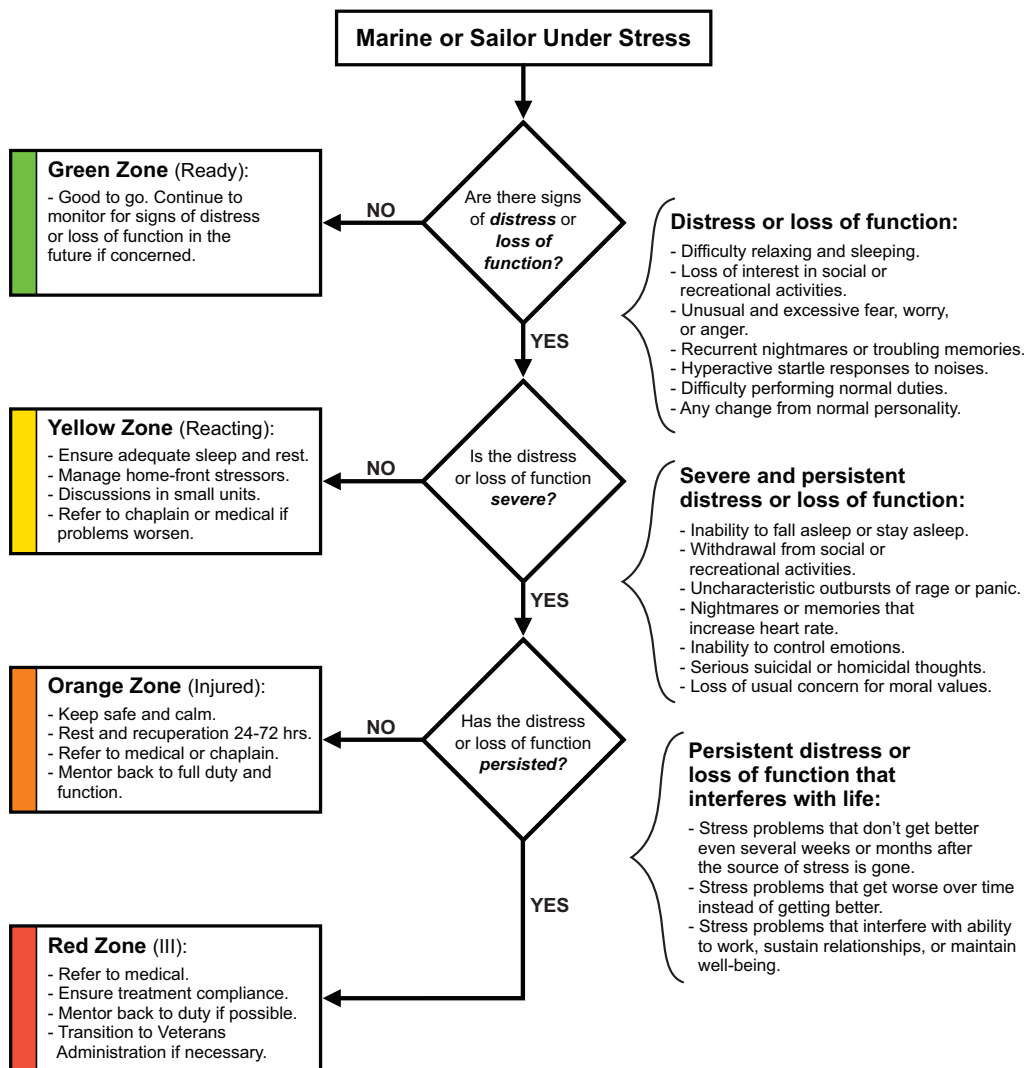 Marine or Sailor Under Stress
Are there signs
of distress or
loss of
function?
NO
Green Zone (Ready):
- Good to go. Continue to
monitor for signs of distress
or loss of function in the
future if concerned.
Distress or loss of function:
- Difficulty relaxing and sleeping.
- Loss of interest in social or
recreational activities.
- Unusual and excessive fear, worry,
or anger.
- Recurrent nightmares or troubling memories.
- Hyperactive startle responses to noises.
- Difficulty performing normal duties.
- Any change from normal personality.
YES
Is the distress
or loss of function
severe?
NO
Yellow Zone (Reacting):
- Ensure adequate sleep and rest.
- Manage home-front stressors.
- Discussions in small units.
- Refer to chaplain or medical if
problems worsen.
Severe and persistent
distress or loss of function:
- Inability to fall asleep or stay asleep.
- Withdrawal from social or
recreational activities.
- Uncharacteristic outbursts of rage or panic.
- Nightmares or memories that
increase heart rate.
- Inability to control emotions.
- Serious suicidal or homicidal thoughts.
- Loss of usual concern for moral values.
YES
Has the distress
or loss of function
persisted?
NO
Orange Zone (Injured):
- Keep safe and calm.
- Rest and recuperation 24-72 hrs.
- Refer to medical or chaplain.
- Mentor back to full duty and
function.
Persistent distress or
loss of function that
interferes with life:
- Stress problems that don't get better
even several weeks or months after
the source of stress is gone.
- Stress problems that get worse over time
instead of getting better.
- Stress problems that interfere with ability
to work, sustain relationships, or maintain
well-being.
YES
Red Zone (III):
- Refer to medical.
- Ensure treatment compliance.
- Mentor back to duty if possible.
- Transition to Veterans
Administration if necessary.